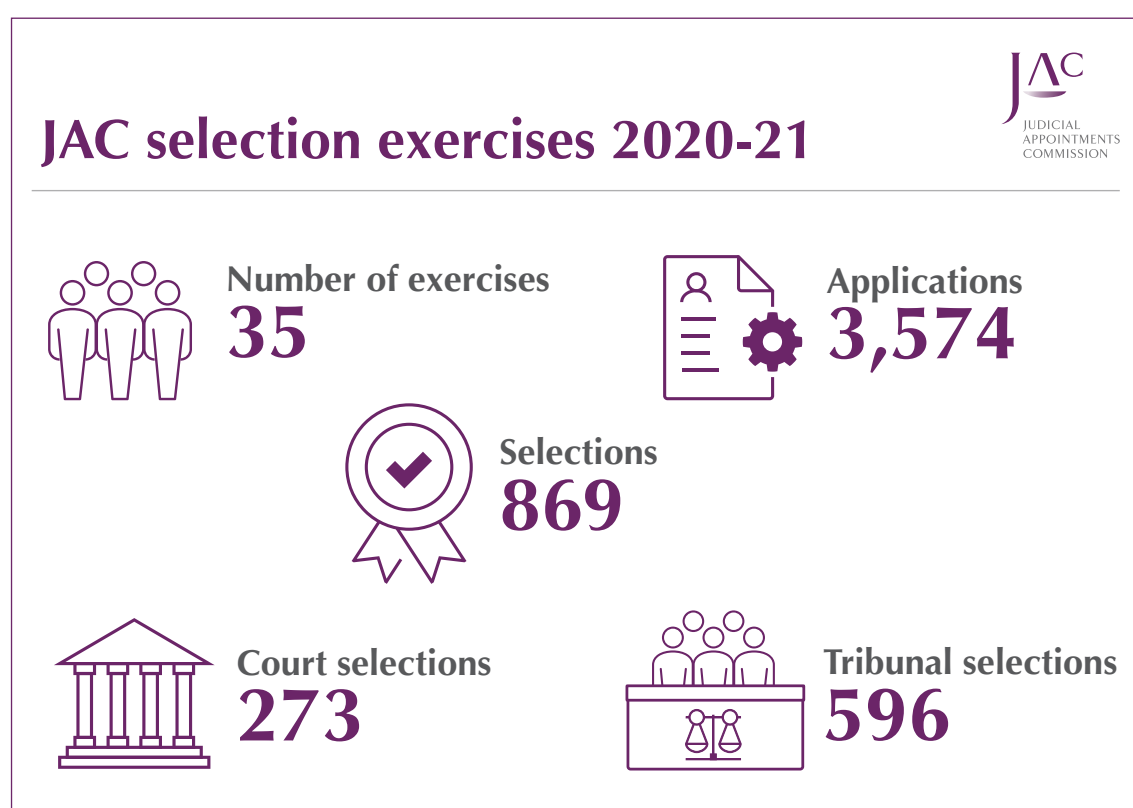 JAC
JUDICIAL
APPOINTMENTS
COMMISSION
JAC selection exercises 2020-21
Number of exercises
35
Applications
3,574
Selections
869
Court selections
273
Tribunal selections
596